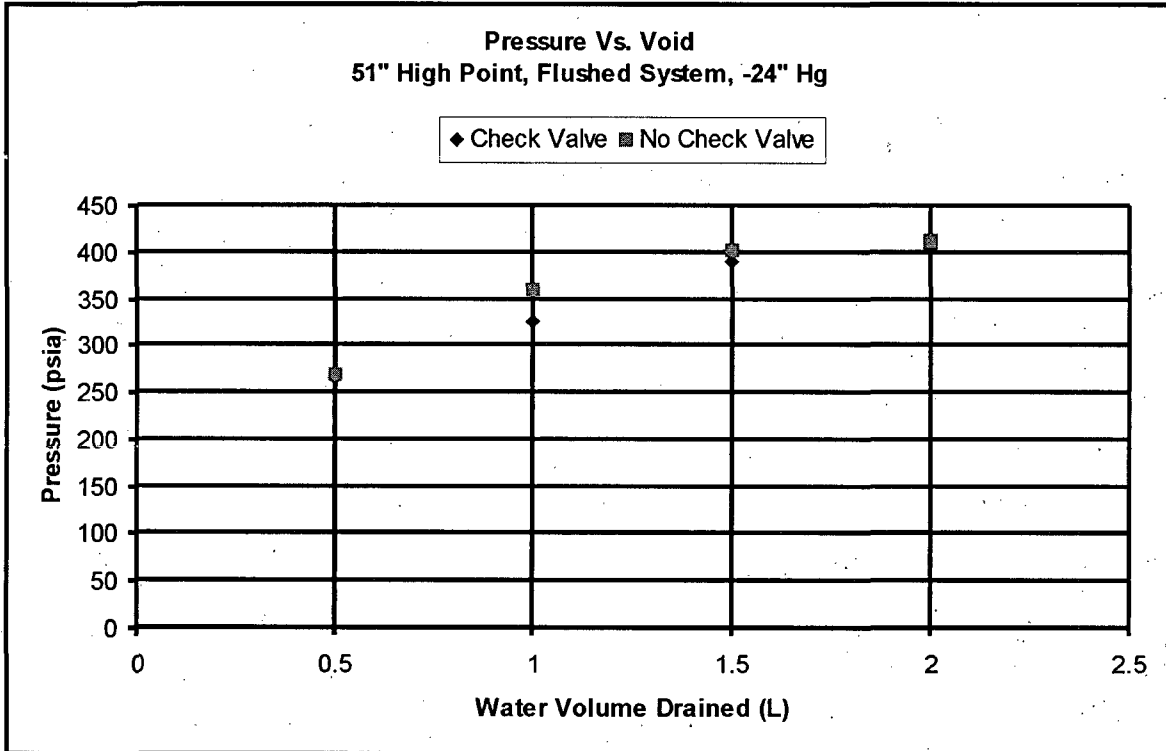 Pressure Vs. Void
51" High Point, Flushed System, -24" Hg
Check Valve No Check Valve
Pressure (psia)
450
400
350
300
250
200
150
100
50
0
0 0.5 1 1.5 2 2.5
Water Volume Drained (L)